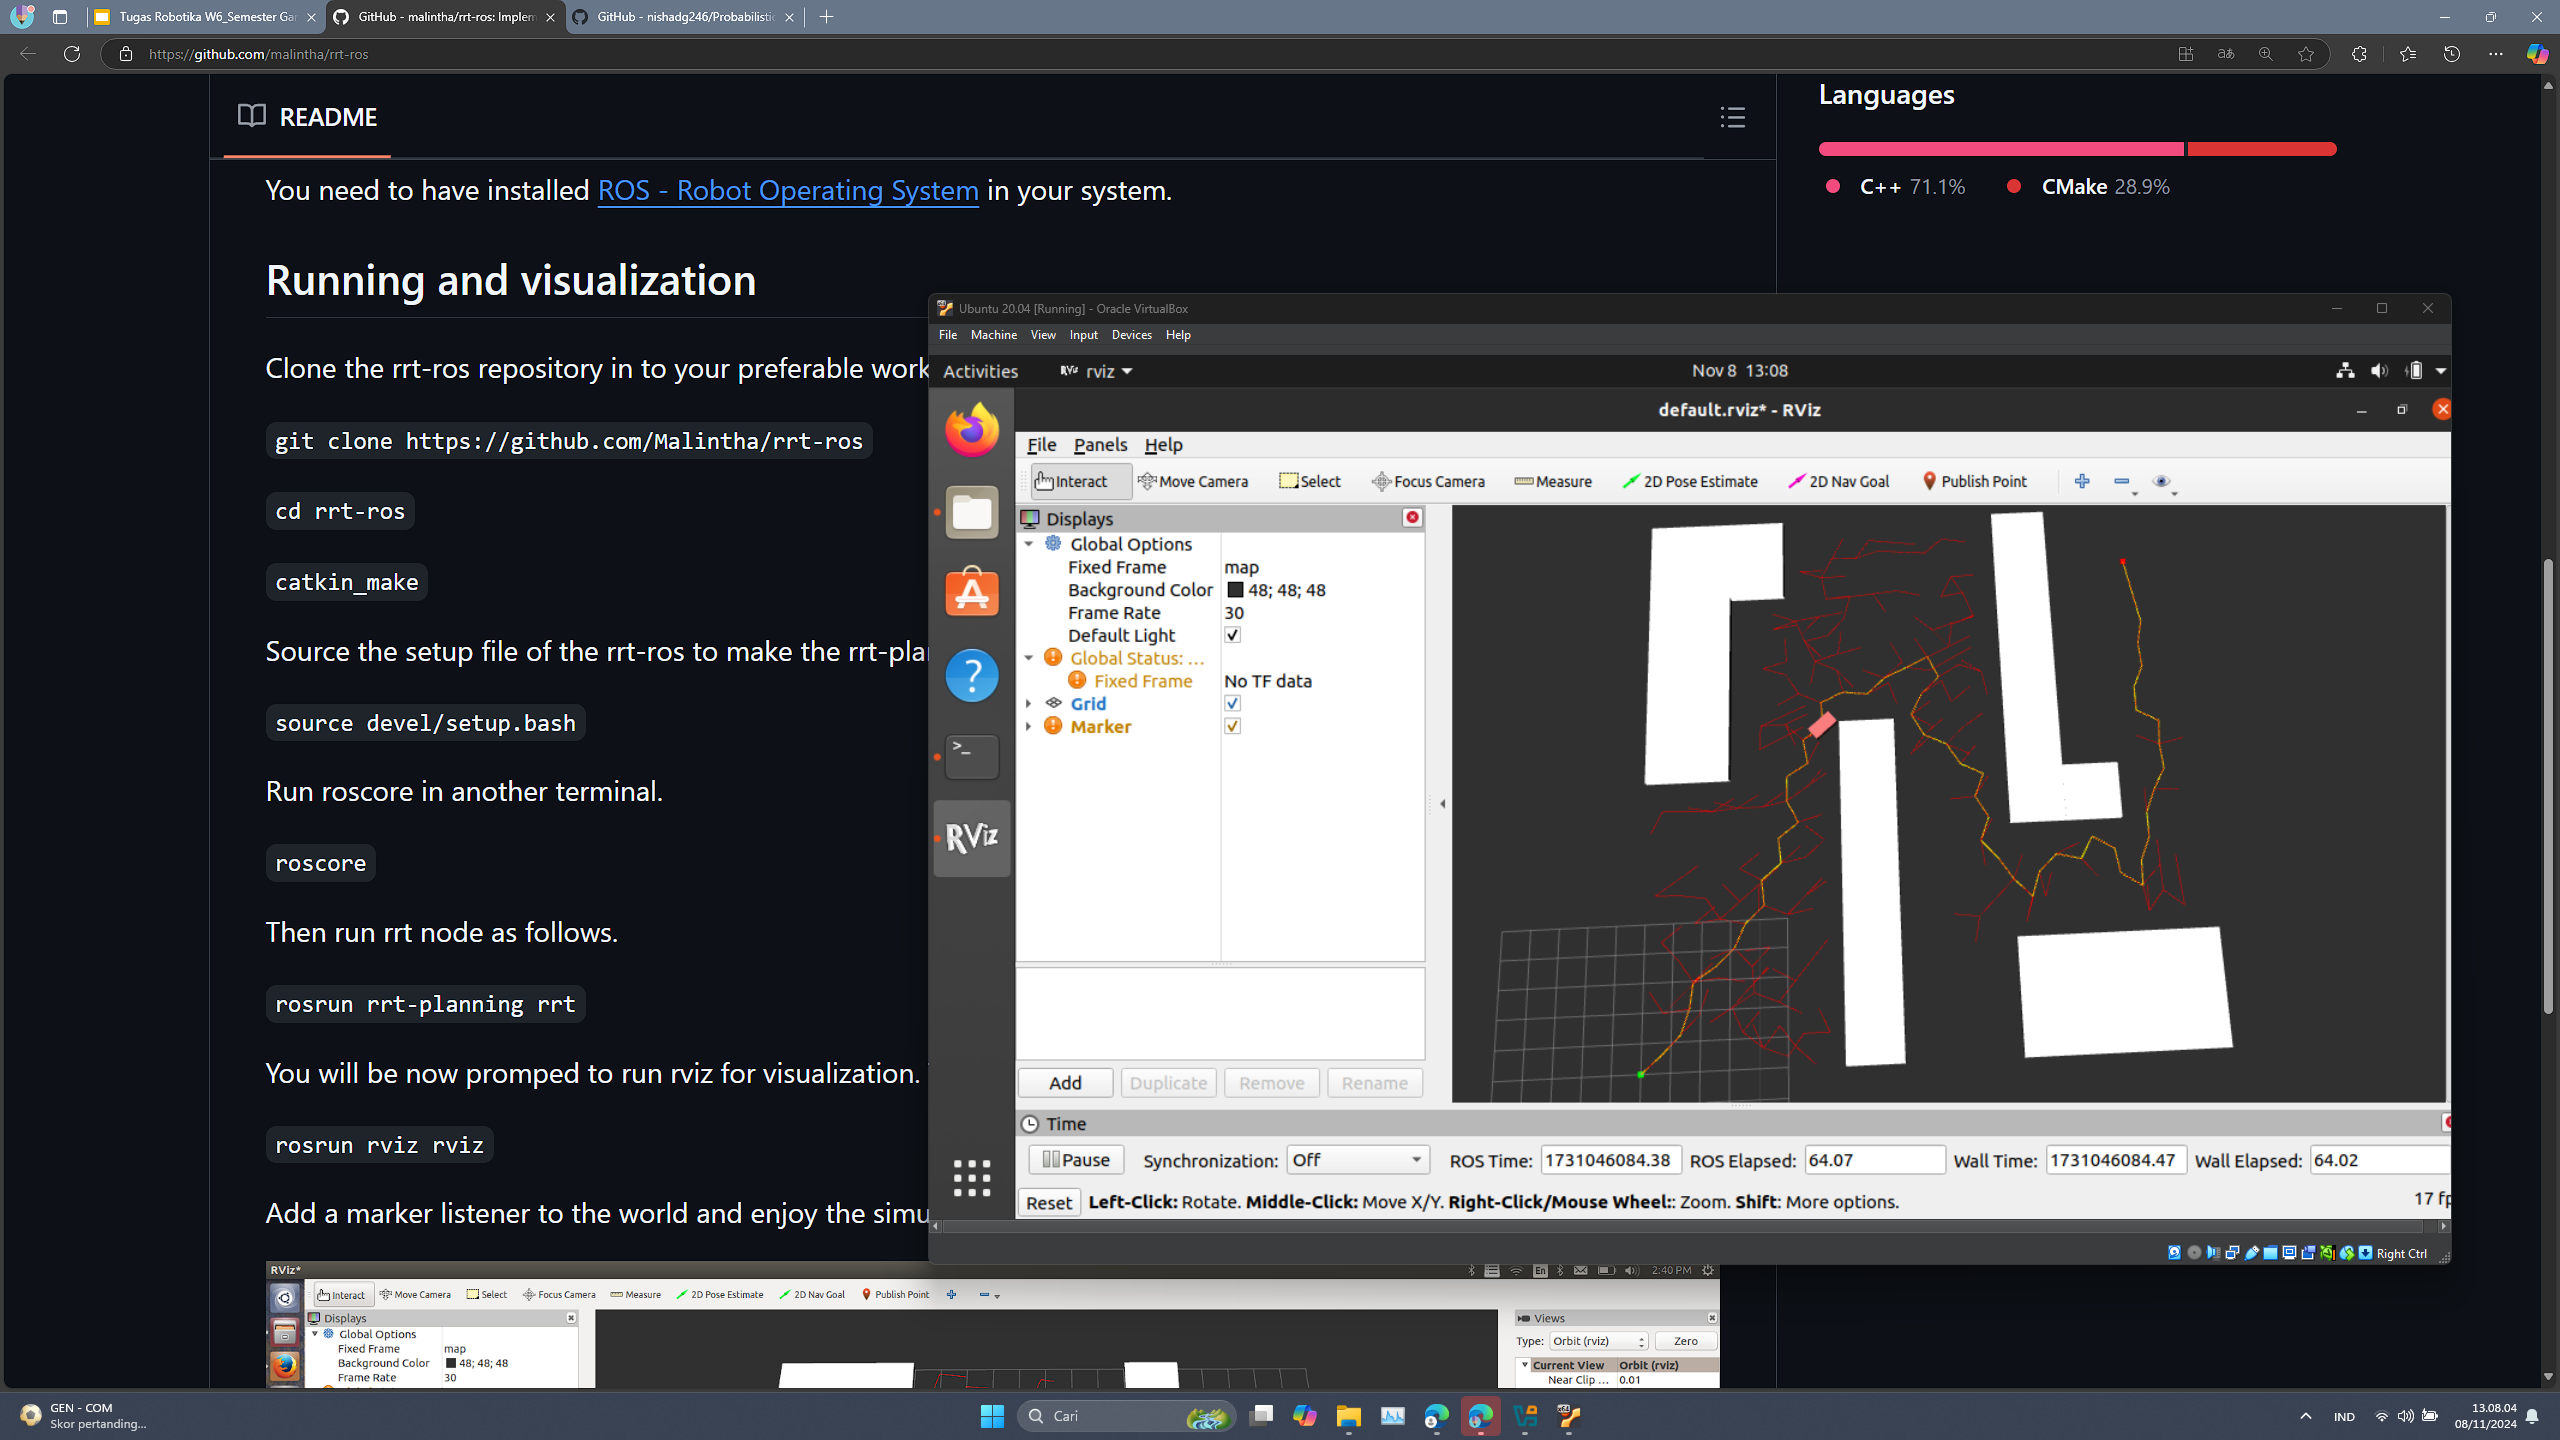 Tugas Robotika W6_Semester Gar
GitHub - malintha/rrt-ros: Implem
GitHub - nishadg246/Probabilistic
https://github.com/malintha/rrt-ros
README
You need to have installed ROS - Robot Operating System in your system.
Running and visualization
Clone the rrt-ros repository in to your preferable work
git clone https://github.com/Malintha/rrt-ros
cd rrt-ros
catkin_make
Source the setup file of the rrt-ros to make the rrt-pla
source devel/setup.bash
Run roscore in another terminal.
roscore
Then run rrt node as follows.
rosrun rrt-planning rrt
You will be now promped to run rviz for visualization.
rosrun rviz rviz
Add a marker listener to the world and enjoy the simu
Languages
C++ 71.1%
CMake 28.9%
Ubuntu 20.04 [Running] - Oracle VirtualBox
File Machine View Input Devices Help
Activities
RViz rviz
Nov 8 13:08
default.rviz* - RViz
File Panels Help
Interact Move Camera Select Focus Camera Measure 2D Pose Estimate 2D Nav Goal Publish Point
Displays
Global Options
Fixed Frame map
Background Color 48; 48; 48
Frame Rate 30
Default Light ✓
Global Status: ...
Fixed Frame No TF data
Grid ✓
Marker ✓
RViz
Add Duplicate Remove Rename
Time
Pause Synchronization: Off ROS Time: 1731046084.38 ROS Elapsed: 64.07 Wall Time: 1731046084.47 Wall Elapsed: 64.02
Reset Left-Click: Rotate. Middle-Click: Move X/Y. Right-Click/Mouse Wheel:: Zoom. Shift: More options.
17 fp
Right Ctrl
RViz*
En
2:40 PM
Interact Move Camera Select Focus Camera Measure 2D Pose Estimate 2D Nav Goal Publish Point
Displays
Global Options
Fixed Frame map
Background Color 48; 48; 48
Frame Rate 30
Views
Type: Orbit (rviz) Zero
Current View Orbit (rviz)
Near Clip ... 0.01
GEN - COM
Skor pertanding...
Cari
IND
13.08.04
08/11/2024